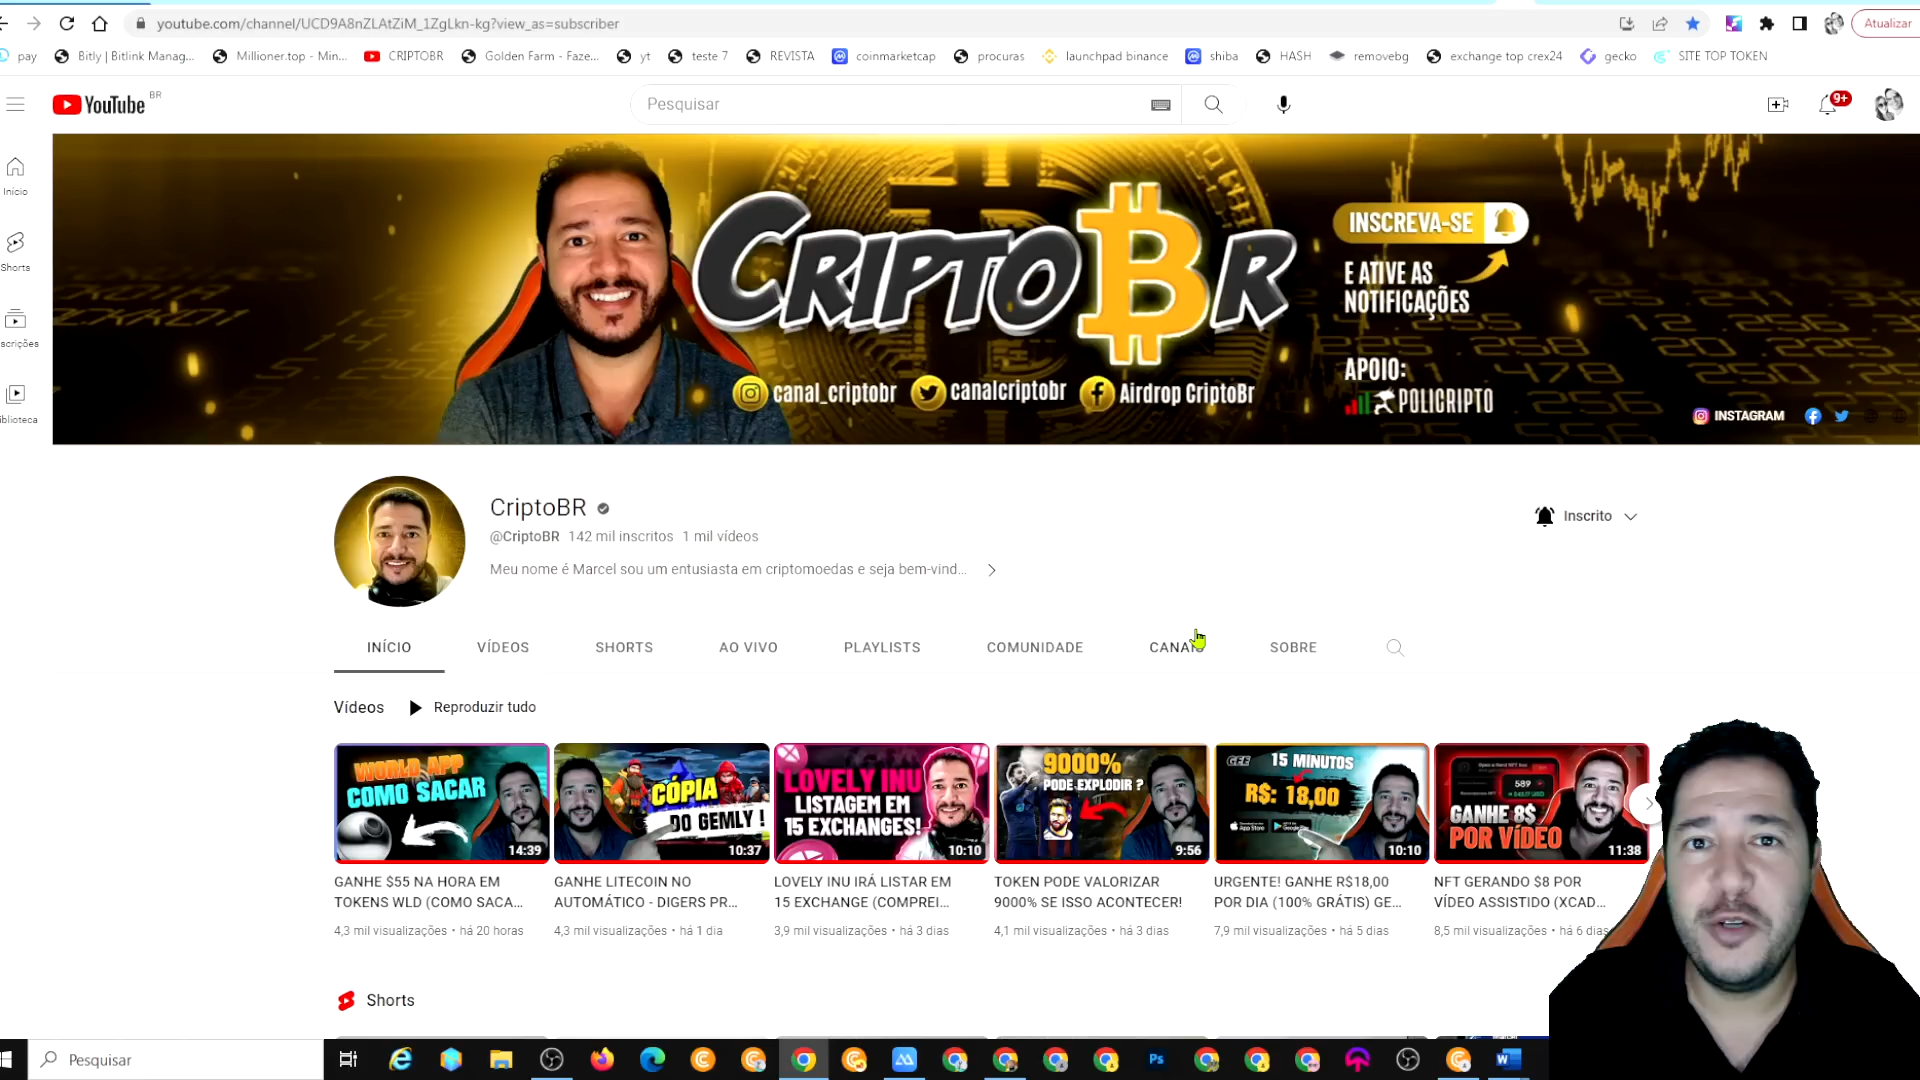 youtube.com/channel/UCD9A8nZLAtZiM_1ZgLkn-kg?view_as=subscriber
Atualizar
pay
Bitly | Bitlink Manag...
Millioner.top - Min...
CRIPTOBR
Golden Farm - Faze...
yt
teste 7
REVISTA
coinmarketcap
procuras
launchpad binance
shiba
HASH
removebg
exchange top crex24
gecko
SITE TOP TOKEN
YouTube BR
Pesquisar
9+
Início
Shorts
scrições
blioteca
CRIPTOBR
INSCREVA-SE
E ATIVE AS
NOTIFICAÇÕES
APOIO:
POLICRIPTO
canal_criptobr
canalcriptobr
Airdrop CriptoBr
INSTAGRAM
CriptoBR
@CriptoBR 142 mil inscritos 1 mil vídeos
Meu nome é Marcel sou um entusiasta em criptomoedas e seja bem-vind...
Inscrito
INÍCIO
VÍDEOS
SHORTS
AO VIVO
PLAYLISTS
COMUNIDADE
CANAIS
SOBRE
Vídeos
Reproduzir tudo
WORLD APP
COMO SACAR
14:39
GANHE $55 NA HORA EM
TOKENS WLD (COMO SACA...
4,3 mil visualizações • há 20 horas
CÓPIA
DO GEMLY !
10:37
GANHE LITECOIN NO
AUTOMÁTICO - DIGERS PR...
4,3 mil visualizações • há 1 dia
LOVELY INU
LISTAGEM EM
15 EXCHANGES!
10:10
LOVELY INU IRÁ LISTAR EM
15 EXCHANGE (COMPREI...
3,9 mil visualizações • há 3 dias
9000%
PODE EXPLODIR ?
9:56
TOKEN PODE VALORIZAR
9000% SE ISSO ACONTECER!
4,1 mil visualizações • há 3 dias
GEE
15 MINUTOS
R$: 18,00
App Store
10:10
URGENTE! GANHE R$18,00
POR DIA (100% GRÁTIS) GE...
7,9 mil visualizações • há 5 dias
589
GANHE 8$
POR VÍDEO
11:38
NFT GERANDO $8 POR
VÍDEO ASSISTIDO (XCAD...
8,5 mil visualizações • há 6 dias
Shorts
Pesquisar
Ps